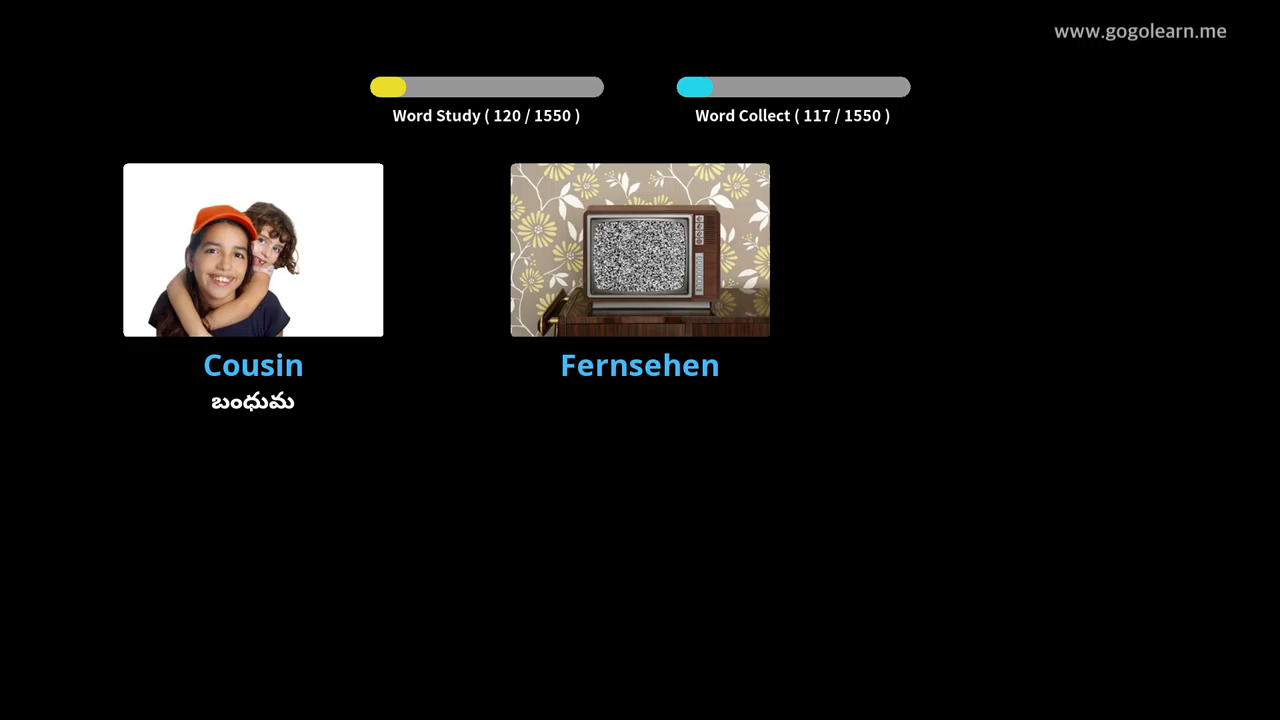 www.gogolearn.me
Word Study ( 120 / 1550 )
Word Collect ( 117 / 1550 )
Cousin
Fernsehen
బంధుమ